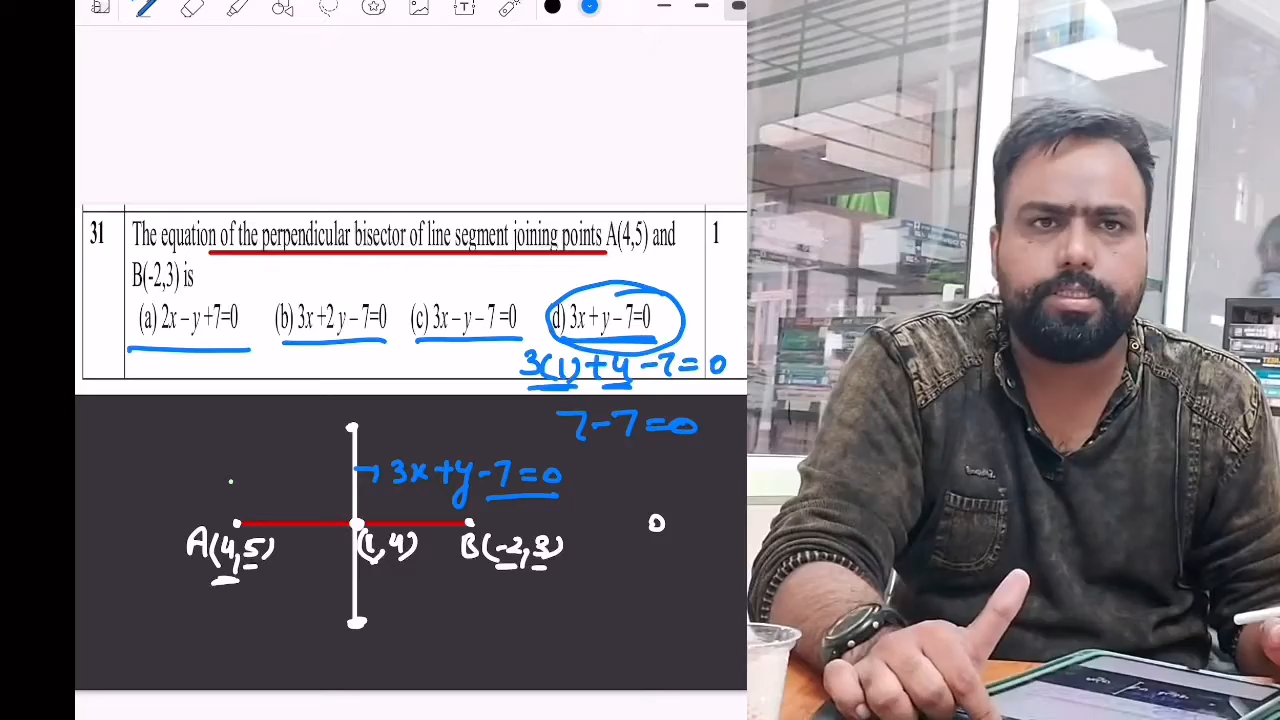 31 The equation of the perpendicular bisector of line segment joining points A(4,5) and 1
B(-2,3) is
(a) 2x – y +7=0 (b) 3x +2 y – 7=0 (c) 3x – y – 7 =0 d) 3x + y – 7=0
3(1) + 4 - 7 = 0
7 - 7 = 0
3x + y - 7 = 0
A(4,5) (1,4) B(-2,3)